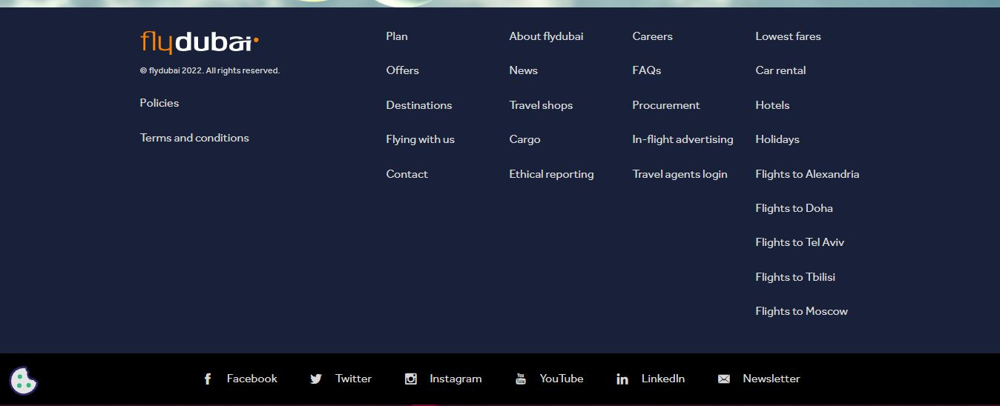 flydubai
© flydubai 2022. All rights reserved.
Policies
Terms and conditions
Plan
Offers
Destinations
Flying with us
Contact
About flydubai
News
Travel shops
Cargo
Ethical reporting
Careers
FAQs
Procurement
In-flight advertising
Travel agents login
Lowest fares
Car rental
Hotels
Holidays
Flights to Alexandria
Flights to Doha
Flights to Tel Aviv
Flights to Tbilisi
Flights to Moscow
Facebook
Twitter
Instagram
You
Tube
YouTube
LinkedIn
Newsletter